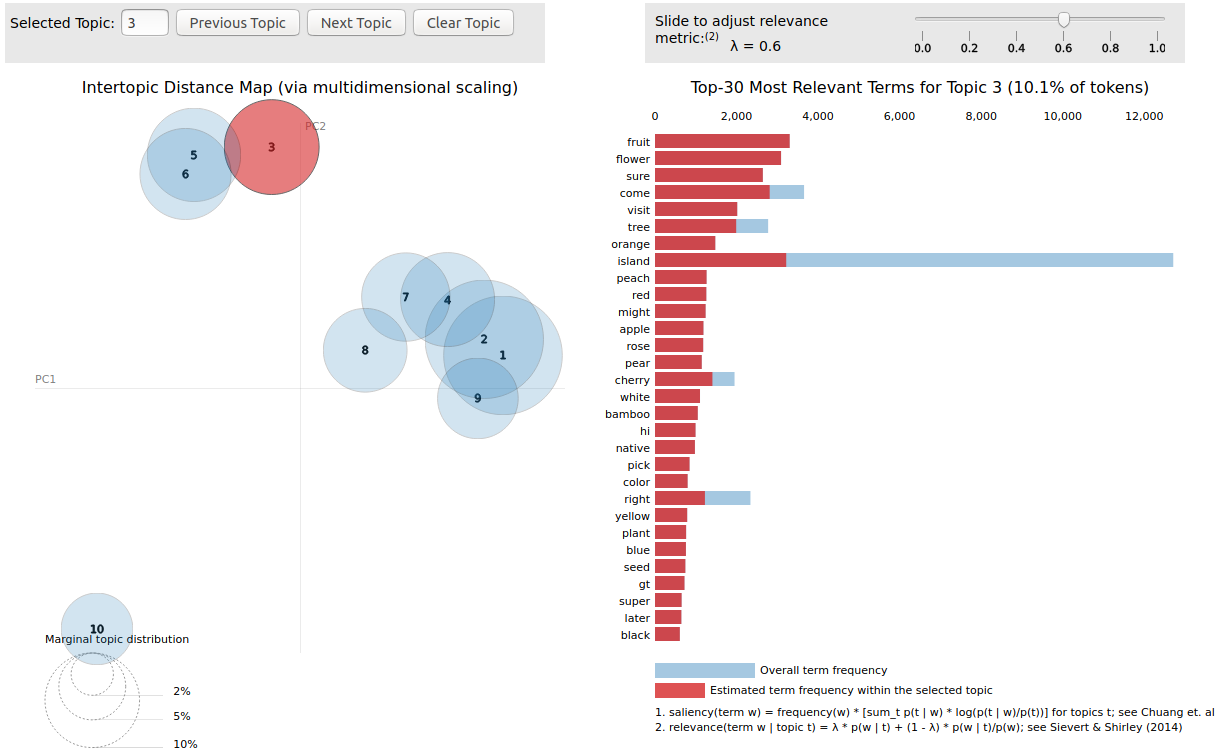 Selected Topic: 3 Previous Topic Next Topic Clear Topic
Slide to adjust relevance
metric:(2) λ = 0.6
0.0 0.2 0.4 0.6 0.8 1.0
Intertopic Distance Map (via multidimensional scaling)
PC2
PC1
5
6
3
7
4
8
2
1
9
10
Marginal topic distribution
2%
5%
10%
Top-30 Most Relevant Terms for Topic 3 (10.1% of tokens)
0 2,000 4,000 6,000 8,000 10,000 12,000
fruit
flower
sure
come
visit
tree
orange
island
peach
red
might
apple
rose
pear
cherry
white
bamboo
hi
native
pick
color
right
yellow
plant
blue
seed
gt
super
later
black
Overall term frequency
Estimated term frequency within the selected topic
1. saliency(term w) = frequency(w) * [sum_t p(t | w) * log(p(t | w)/p(t))] for topics t; see Chuang et. al
2. relevance(term w | topic t) = λ * p(w | t) + (1 - λ) * p(w | t)/p(w); see Sievert & Shirley (2014)